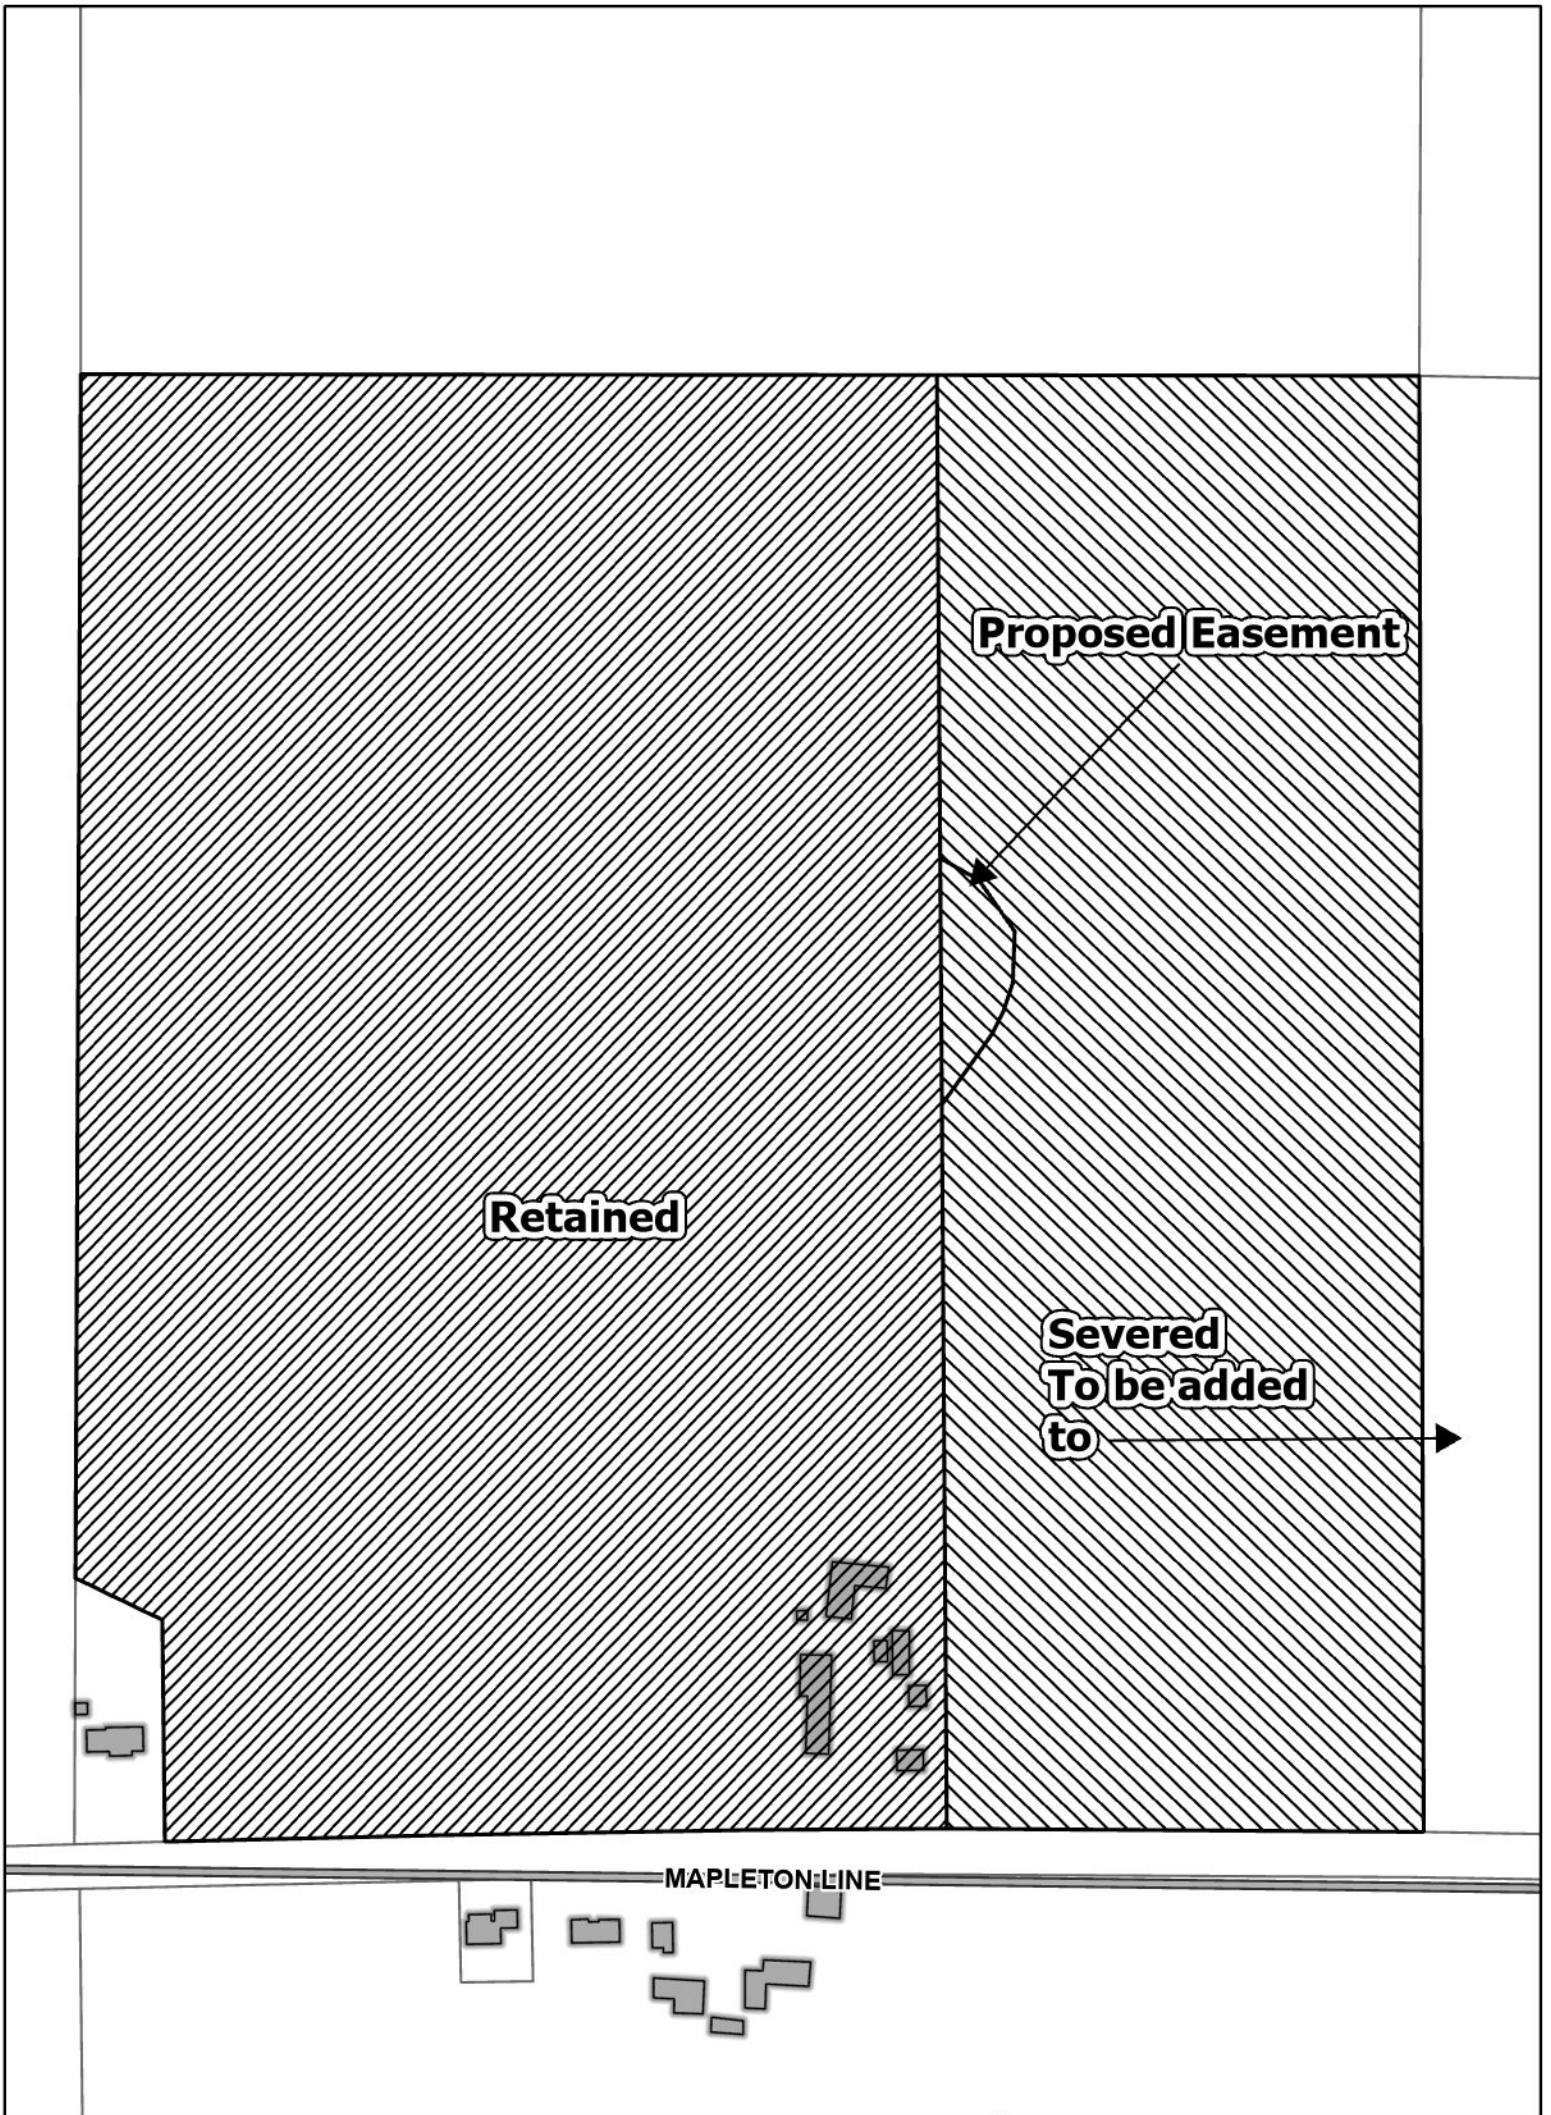 Proposed Easement
Retained
Severed
To be added
to
MAPLETON LINE